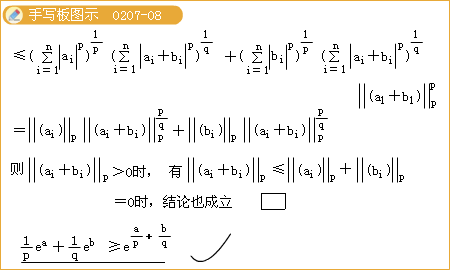 手写板图示 0207-08
≤(∑_{i=1}^{n}|a_i|^p)^{1/p} (∑_{i=1}^{n}|a_i+b_i|^p)^{1/q} +(∑_{i=1}^{n}|b_i|^p)^{1/p} (∑_{i=1}^{n}|a_i+b_i|^p)^{1/q}
||(a_1+b_1)||_p^p
=||(a_i)||_p ||(a_i+b_i)||_p^{p/q} +||(b_i)||_p ||(a_i+b_i)||_p^{p/q}
则||(a_i+b_i)||_p >0时, 有||(a_i+b_i)||_p ≤||(a_i)||_p+||(b_i)||_p
=0时, 结论也成立 □
1/p e^a + 1/q e^b ≥e^{a/p + b/q} ✓